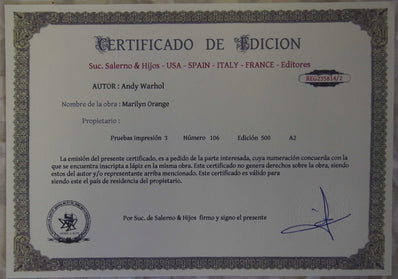 CERTIFICADO DE EDICION
Suc. Salerno & Hijos - USA - SPAIN - ITALY - FRANCE - Editores
REG235814/2
AUTOR : Andy Warhol
Nombre de la obra : Marilyn Orange
Propietario :
Pruebas impresión 3 Número 106 Edición 500 A2
La emisión del presente certificado, es a pedido de la parte interesada, cuya numeración concuerda con la
que se encuentra inscripta a lápiz en la misma obra. Este certificado no genera derechos sobre la obra, siendo
estos del autor y/o representante arriba mencionado. Este certificado es válido para
siendo este el país de residencia del propietario.
Por Suc. de Salerno & Hijos firmo y signo el presente